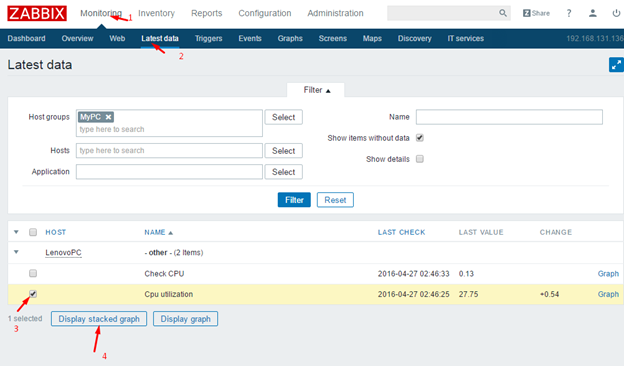 ZABBIX Monitoring Inventory Reports Configuration Administration Z Share ?
1
Dashboard Overview Web Latest data Triggers Events Graphs Screens Maps Discovery IT services 192.168.131.136
2
Latest data
Filter ▲
Host groups MyPC ✖ Select Name
type here to search
Show items without data
Hosts type here to search Select
Show details
Application Select
Filter Reset
HOST NAME ▲ LAST CHECK LAST VALUE CHANGE
LenovoPC - other - (2 Items)
Check CPU 2016-04-27 02:46:33 0.13 Graph
Cpu utilization 2016-04-27 02:46:25 27.75 +0.54 Graph
1 selected Display stacked graph Display graph
3
4